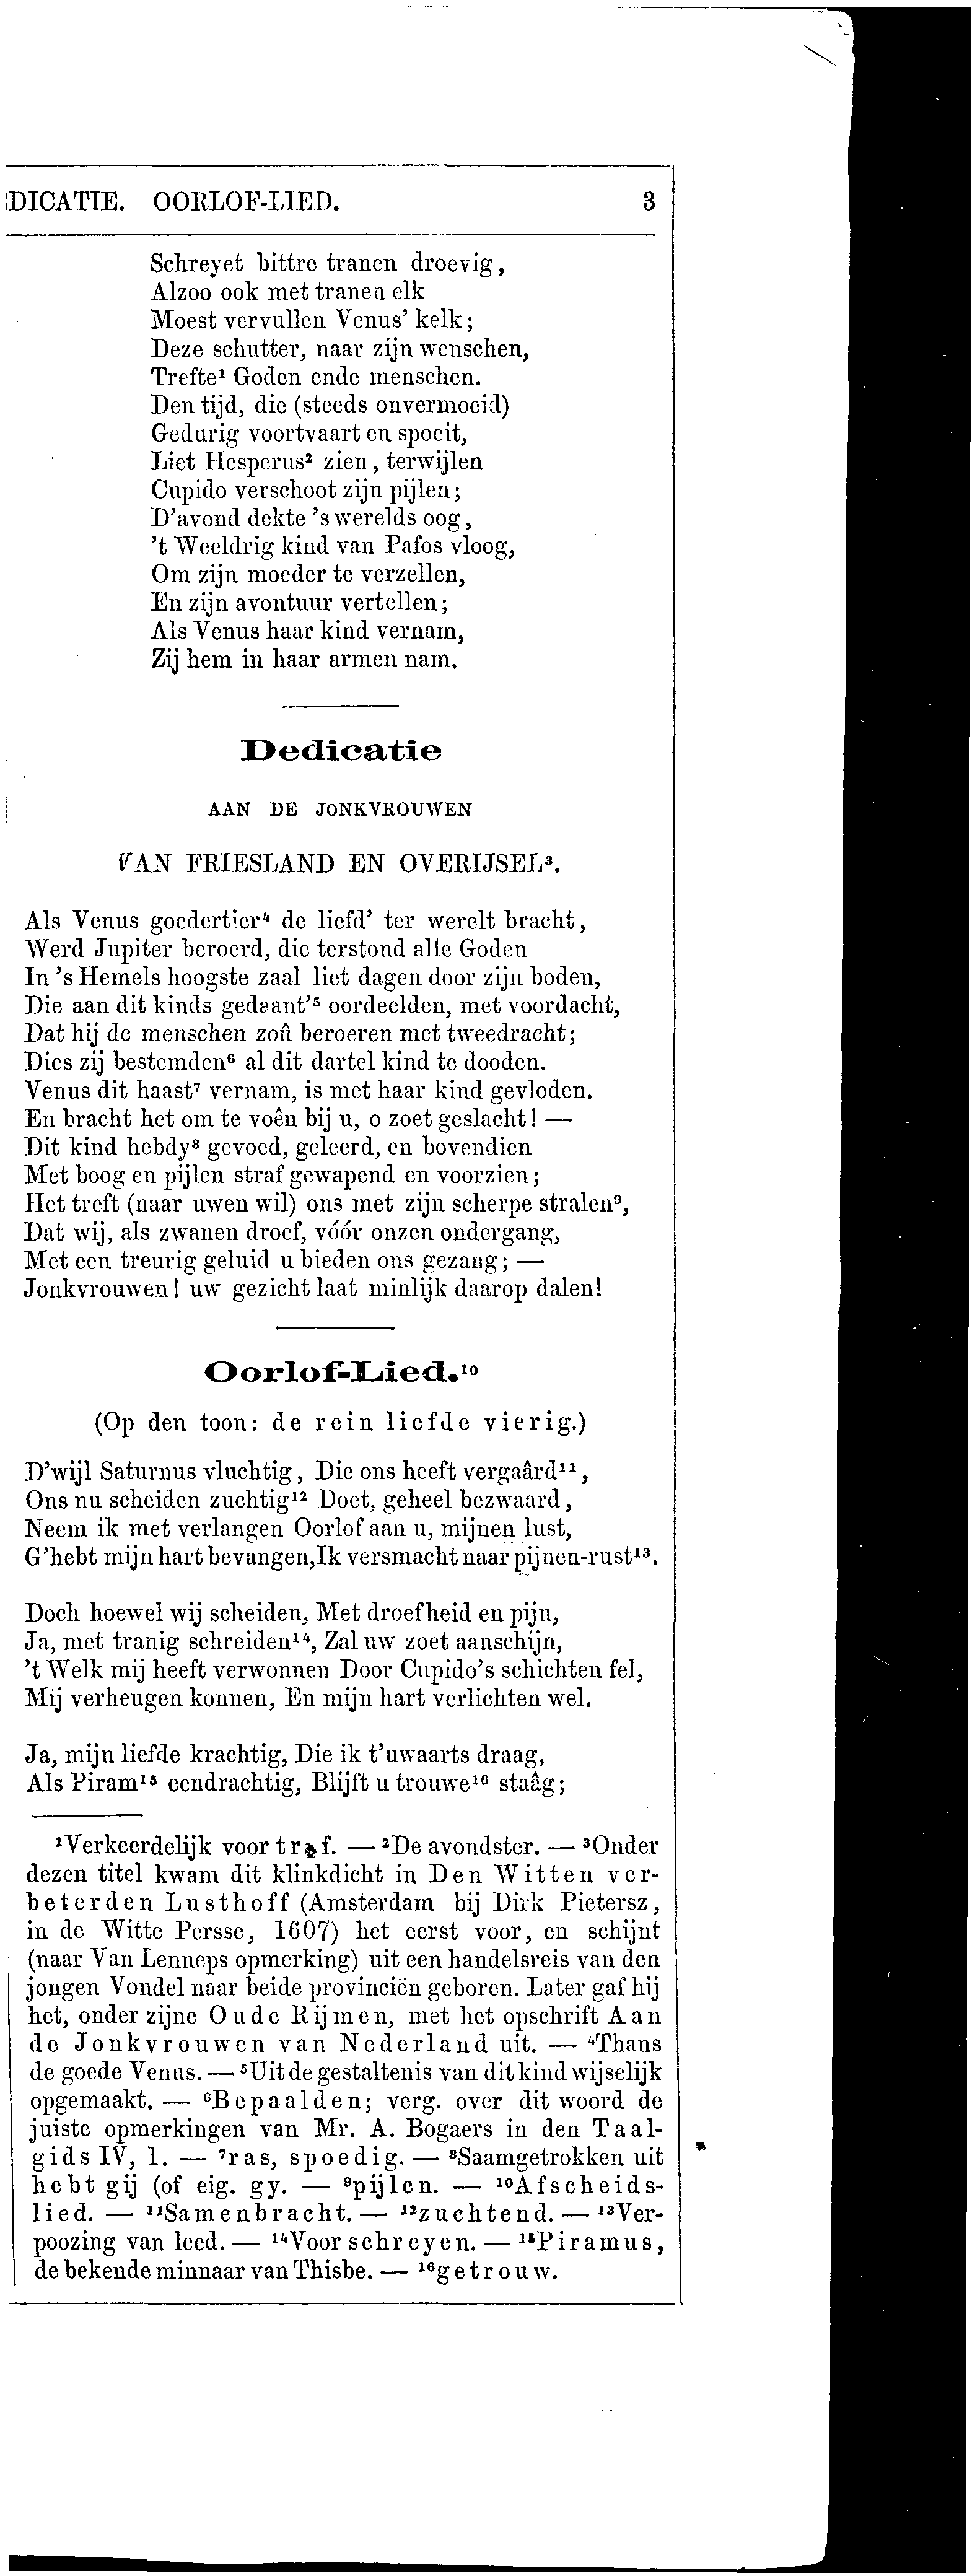 DICATIE. OORLOF-LIED. 3
Schreyet bittre tranen droevig,
Alzoo ook met tranen elk
Moest vervullen Venus' kelk;
Deze schutter, naar zijn wenschen,
Trefte¹ Goden ende menschen.
Den tijd, die (steeds onvermoeid)
Gedurig voortvaart en spoeit,
Liet Hesperus² zien, terwijlen
Cupido verschoot zijn pijlen;
D'avond dekte 's werelds oog,
't Weeldrig kind van Pafos vloog,
Om zijn moeder te verzellen,
En zijn avontuur vertellen;
Als Venus haar kind vernam,
Zij hem in haar armen nam.
Dedicatie
AAN DE JONKVROUWEN
VAN FRIESLAND EN OVERIJSEL³.
Als Venus goedertier⁴ de liefd' ter werelt bracht,
Werd Jupiter beroerd, die terstond alle Goden
In 's Hemels hoogste zaal liet dagen door zijn boden,
Die aan dit kinds gedaant'⁵ oordeelden, met voordacht,
Dat hij de menschen zoû beroeren met tweedracht;
Dies zij bestemden⁶ al dit dartel kind te dooden.
Venus dit haast⁷ vernam, is met haar kind gevloden.
En bracht het om te voên bij u, o zoet geslacht! —
Dit kind hebdy⁸ gevoed, geleerd, en bovendien
Met boog en pijlen straf gewapend en voorzien;
Het treft (naar uwen wil) ons met zijn scherpe stralen⁹,
Dat wij, als zwanen droef, vóór onzen ondergang,
Met een treurig geluid u bieden ons gezang; —
Jonkvrouwen! uw gezicht laat minlijk daarop dalen!
Oorlof-Lied.¹⁰
(Op den toon: de rein liefde vierig.)
D'wijl Saturnus vluchtig, Die ons heeft vergaârd¹¹,
Ons nu scheiden zuchtig¹² Doet, geheel bezwaard,
Neem ik met verlangen Oorlof aan u, mijnen lust,
G'hebt mijn hart bevangen, Ik versmacht naar pijnen-rust¹³.
Doch hoewel wij scheiden, Met droefheid en pijn,
Ja, met tranig schreiden¹⁴, Zal uw zoet aanschijn,
't Welk mij heeft verwonnen Door Cupido's schichten fel,
Mij verheugen konnen, En mijn hart verlichten wel.
Ja, mijn liefde krachtig, Die ik t'uwaarts draag,
Als Piram¹⁵ eendrachtig, Blijft u trouwe¹⁶ staâg;
¹Verkeerdelijk voor trof. — ²De avondster. — ³Onder
dezen titel kwam dit klinkdicht in Den Witten ver-
beterden Lusthoff (Amsterdam bij Dirk Pietersz,
in de Witte Persse, 1607) het eerst voor, en schijnt
(naar Van Lenneps opmerking) uit een handelsreis van den
jongen Vondel naar beide provinciën geboren. Later gaf hij
het, onder zijne Oude Rijmen, met het opschrift Aan
de Jonkvrouwen van Nederland uit. — ⁴Thans
de goede Venus. — ⁵Uit de gestaltenis van dit kind wijselijk
opgemaakt. — ⁶Bepaalden; verg. over dit woord de
juiste opmerkingen van Mr. A. Bogaers in den Taal-
gids IV, 1. — ⁷ras, spoedig. — ⁸Saamgetrokken uit
hebt gij (of eig. gy. — ⁹pijlen. — ¹⁰Afscheids-
lied. — ¹¹Samenbracht. — ¹²zuchtend. — ¹³Ver-
poozing van leed. — ¹⁴Voor schreyen. — ¹⁵Piramus,
de bekende minnaar van Thisbe. — ¹⁶getrouw.